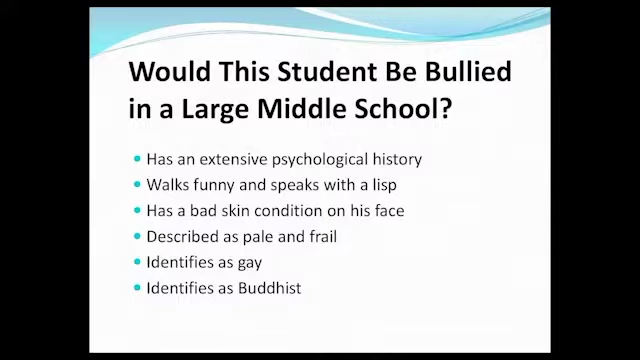 Would This Student Be Bullied
in a Large Middle School?
• Has an extensive psychological history
• Walks funny and speaks with a lisp
• Has a bad skin condition on his face
• Described as pale and frail
• Identifies as gay
• Identifies as Buddhist